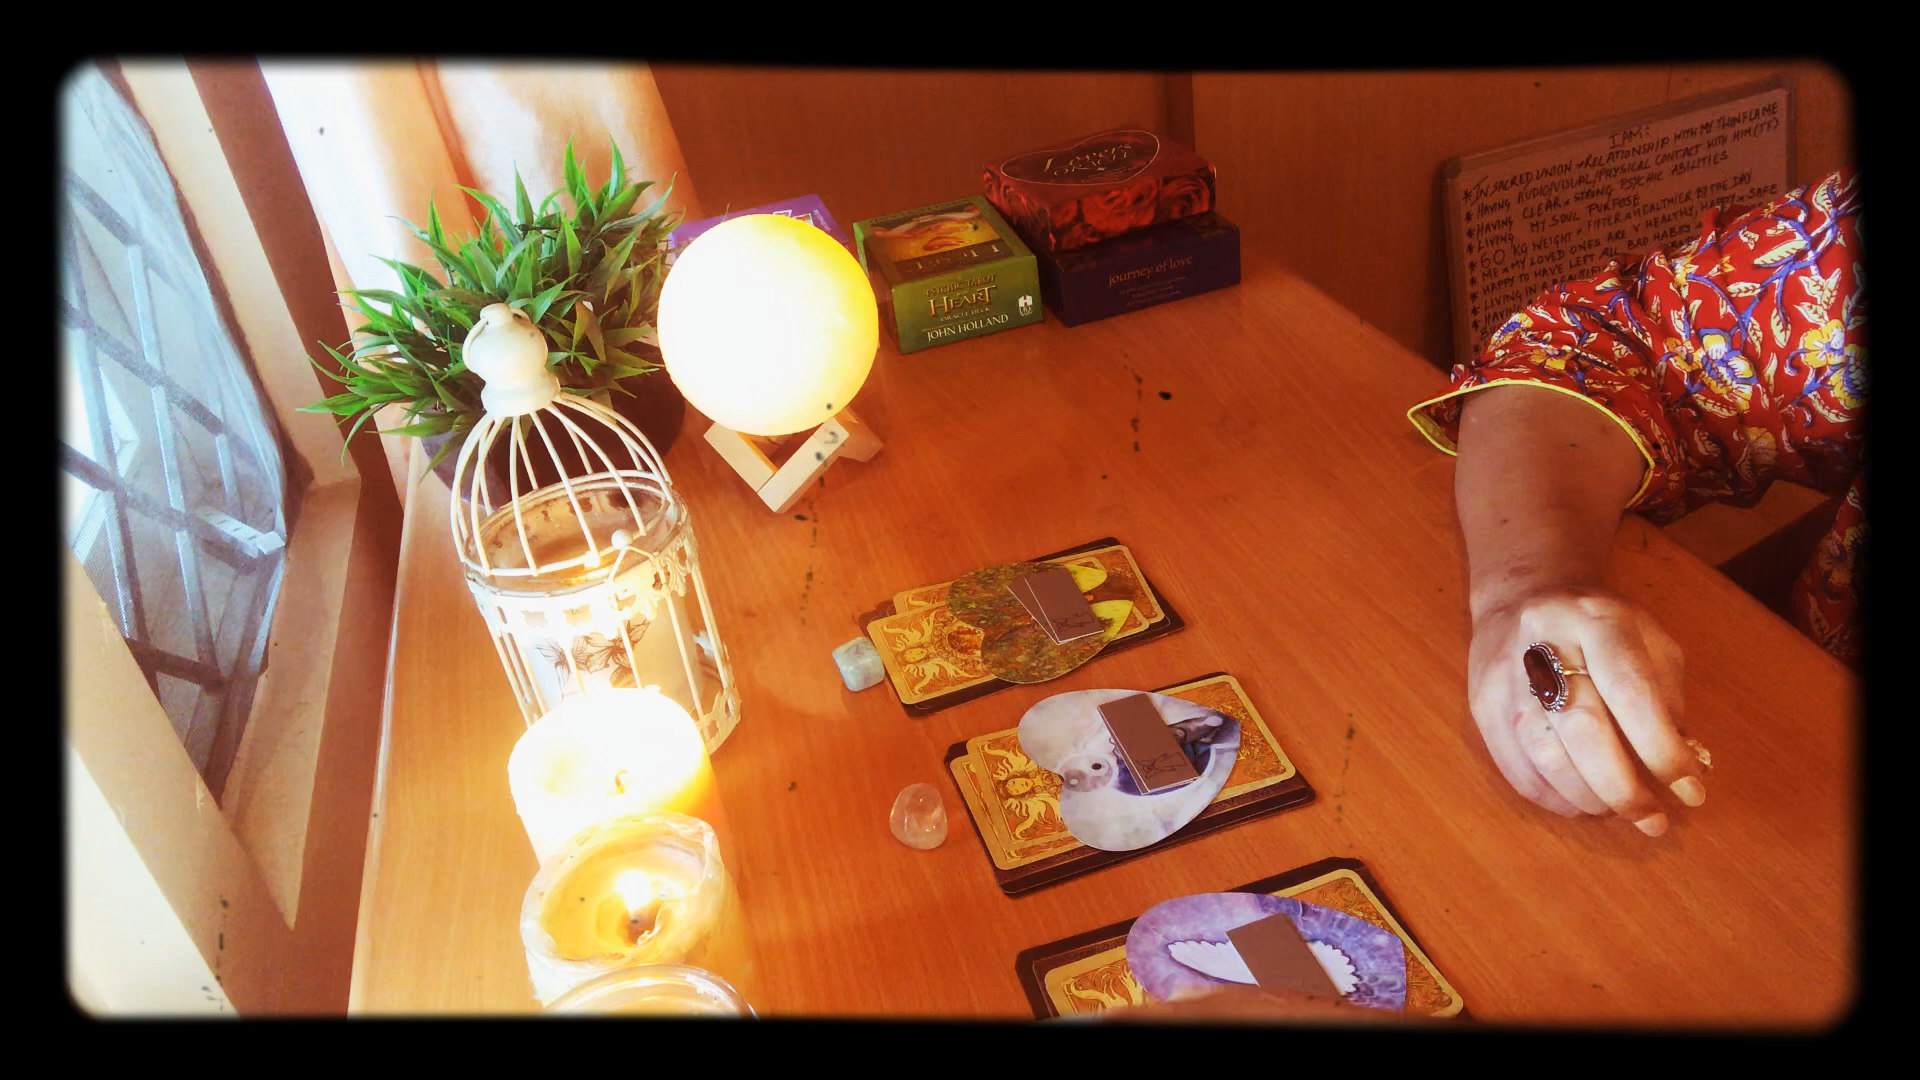 Lovers
ORACLE
Journey of love
PSYCHIC TAROT
HEART
ORACLE DECK
JOHN HOLLAND
I AM:
* IN SACRED UNION & RELATIONSHIP WITH MY TWIN FLAME
* HAVING AUDIO/VISUAL/PHYSICAL CONTACT WITH HIM (TF)
* HAVING CLEAR & STRONG PSYCHIC ABILITIES
* LIVING MY SOUL PURPOSE
* 60 KG WEIGHT & FITTER & HEALTHIER BY THE DAY
* ME & MY LOVED ONES ARE V HEALTHY, HAPPY & SAFE
* HAPPY TO HAVE LEFT ALL BAD HABITS
* LIVING IN A BEAUTIFUL
* HAVING